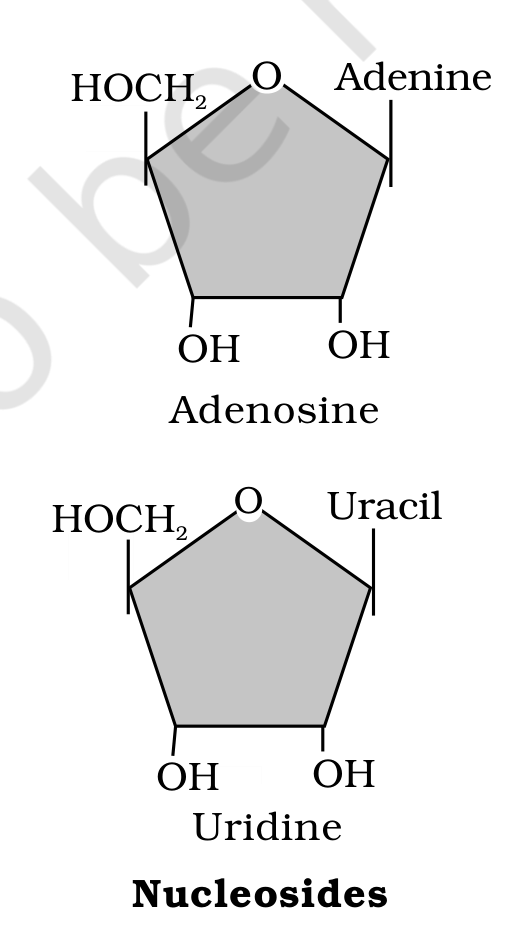 O
HOCH₂ Adenine
OH OH
Adenosine
O
HOCH₂ Uracil
OH OH
Uridine
Nucleosides